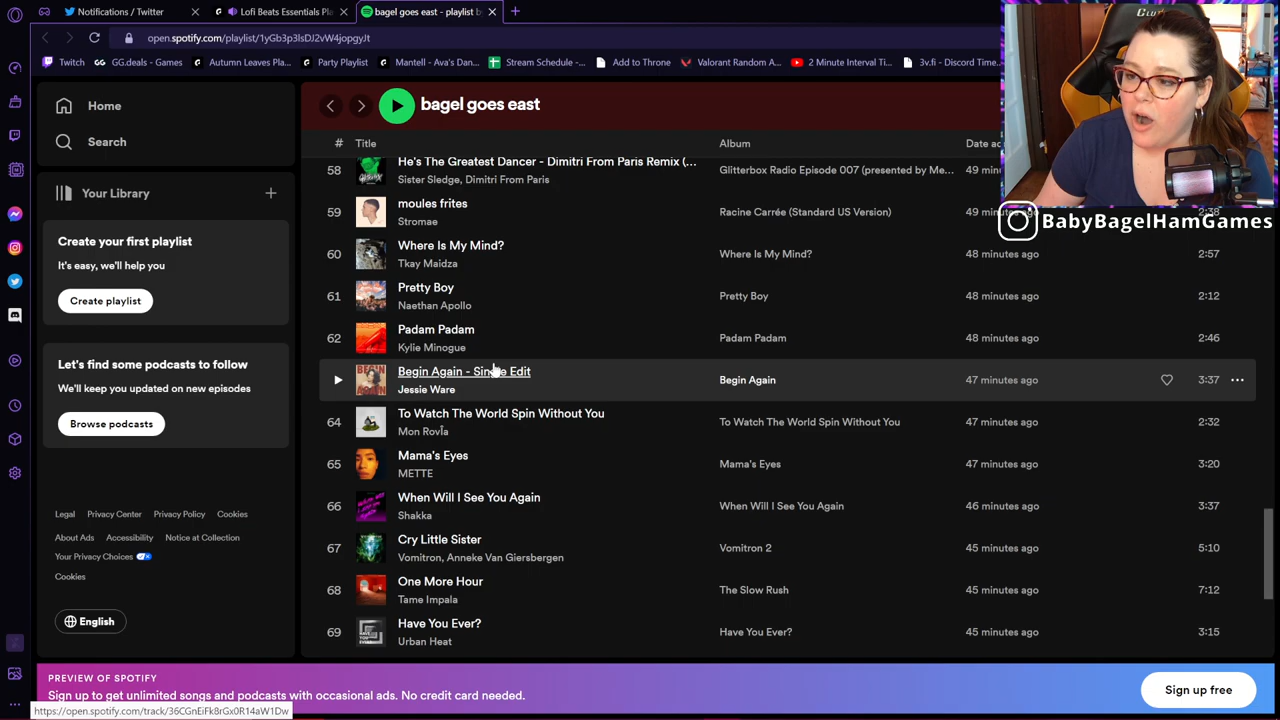 Notifications / Twitter
Lofi Beats Essentials Pl
bagel goes east - playlist b
open.spotify.com/playlist/1yGb3p3lsDJ2vW4jopgyJt
Twitch
GG.deals - Games
Autumn Leaves Pla...
Party Playlist
Mantell - Ava's Dan...
Stream Schedule -...
Add to Throne
Valorant Random A...
2 Minute Interval Ti...
3v.fi - Discord Time...
Home
Search
Your Library
Create your first playlist
It's easy, we'll help you
Create playlist
Let's find some podcasts to follow
We'll keep you updated on new episodes
Browse podcasts
Legal Privacy Center Privacy Policy Cookies
About Ads Accessibility Notice at Collection
Your Privacy Choices
Cookies
English
bagel goes east
# Title Album Date ad
58 He's The Greatest Dancer - Dimitri From Paris Remix (... Glitterbox Radio Episode 007 (presented by Me... 49 min
Sister Sledge, Dimitri From Paris
59 moules frites Racine Carrée (Standard US Version) 49 minutes ago 2:38
Stromae
60 Where Is My Mind? Where Is My Mind? 48 minutes ago 2:57
Tkay Maidza
61 Pretty Boy Pretty Boy 48 minutes ago 2:12
Naethan Apollo
62 Padam Padam Padam Padam 48 minutes ago 2:46
Kylie Minogue
Begin Again - Single Edit Begin Again 47 minutes ago 3:37
Jessie Ware
64 To Watch The World Spin Without You To Watch The World Spin Without You 47 minutes ago 2:32
Mon Rovîa
65 Mama's Eyes Mama's Eyes 47 minutes ago 3:20
METTE
66 When Will I See You Again When Will I See You Again 46 minutes ago 3:37
Shakka
67 Cry Little Sister Vomitron 2 45 minutes ago 5:10
Vomitron, Anneke Van Giersbergen
68 One More Hour The Slow Rush 45 minutes ago 7:12
Tame Impala
69 Have You Ever? Have You Ever? 45 minutes ago 3:15
Urban Heat
BabyBagelHamGames
PREVIEW OF SPOTIFY
Sign up to get unlimited songs and podcasts with occasional ads. No credit card needed.
Sign up free
https://open.spotify.com/track/36CGnEiFk8rGx0R14aW1Dw